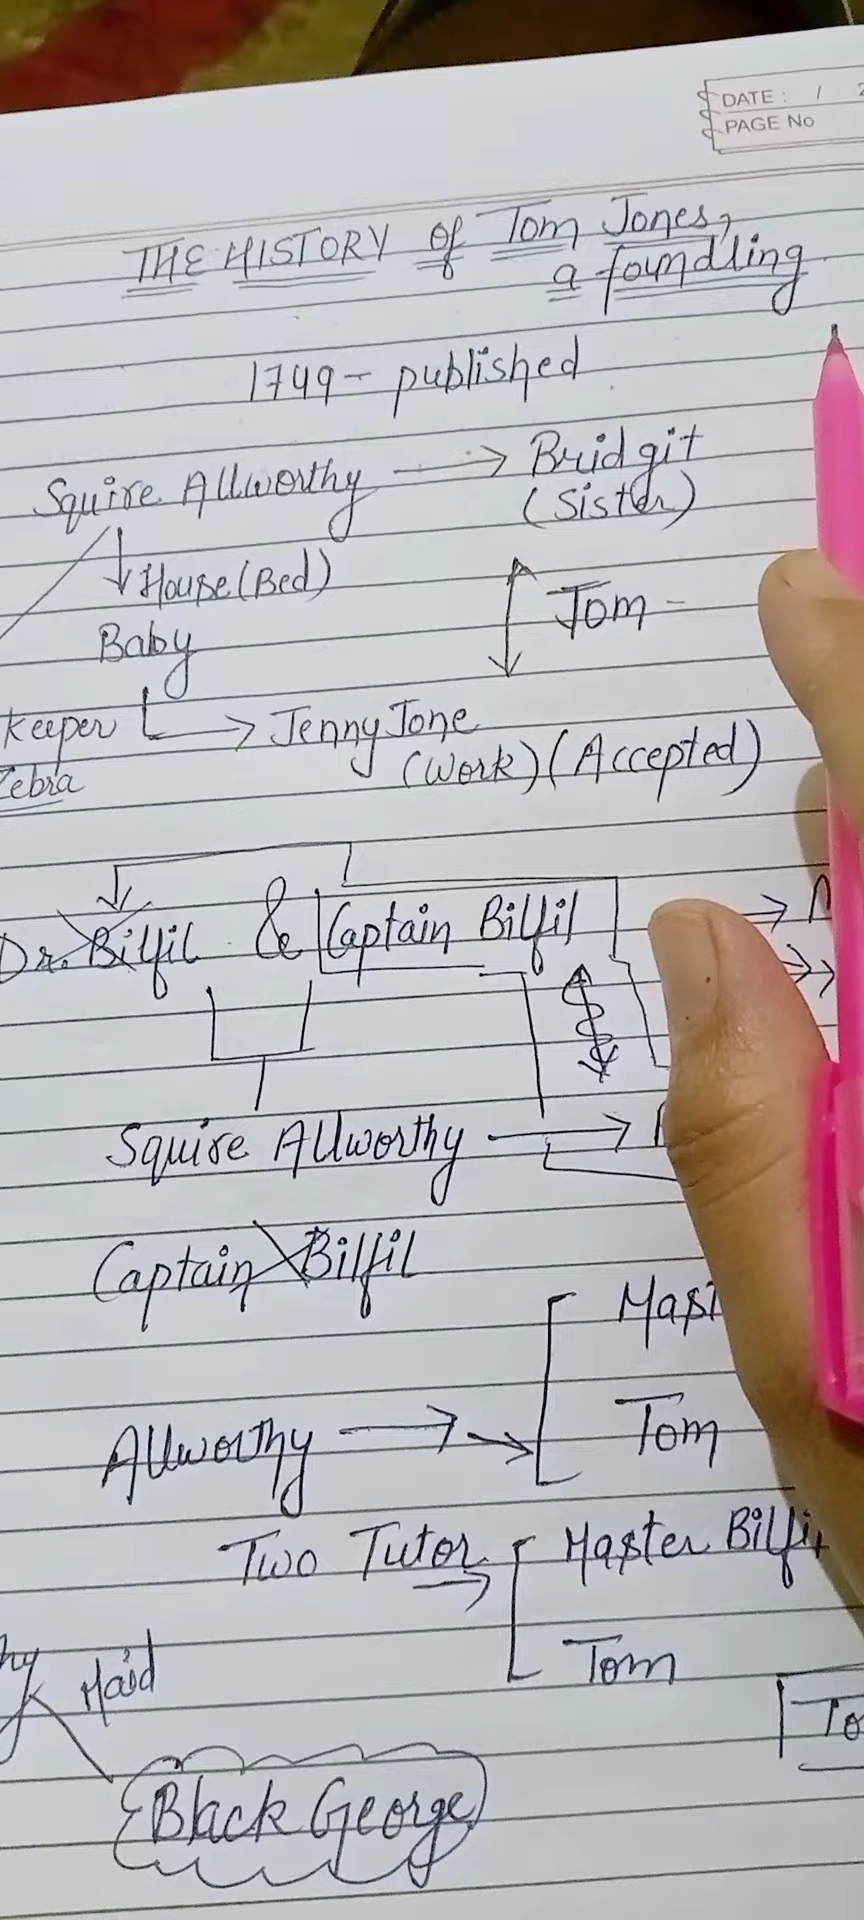 DATE: /
PAGE No
THE HISTORY of Tom Jones,
a foundling
1749 - published
Squire Allworthy → Bridgit
(Sister)
↓ House (Bed)
Baby
Tom -
keeper → Jenny Jone
Zebra
(Work) (Accepted)
Dr. Bilfil & Captain Bilfil
Squire Allworthy →
Captain Bilfil
Allworthy → Tom
Two Tutor → Master Bilfil
Tom
Maid
Black George